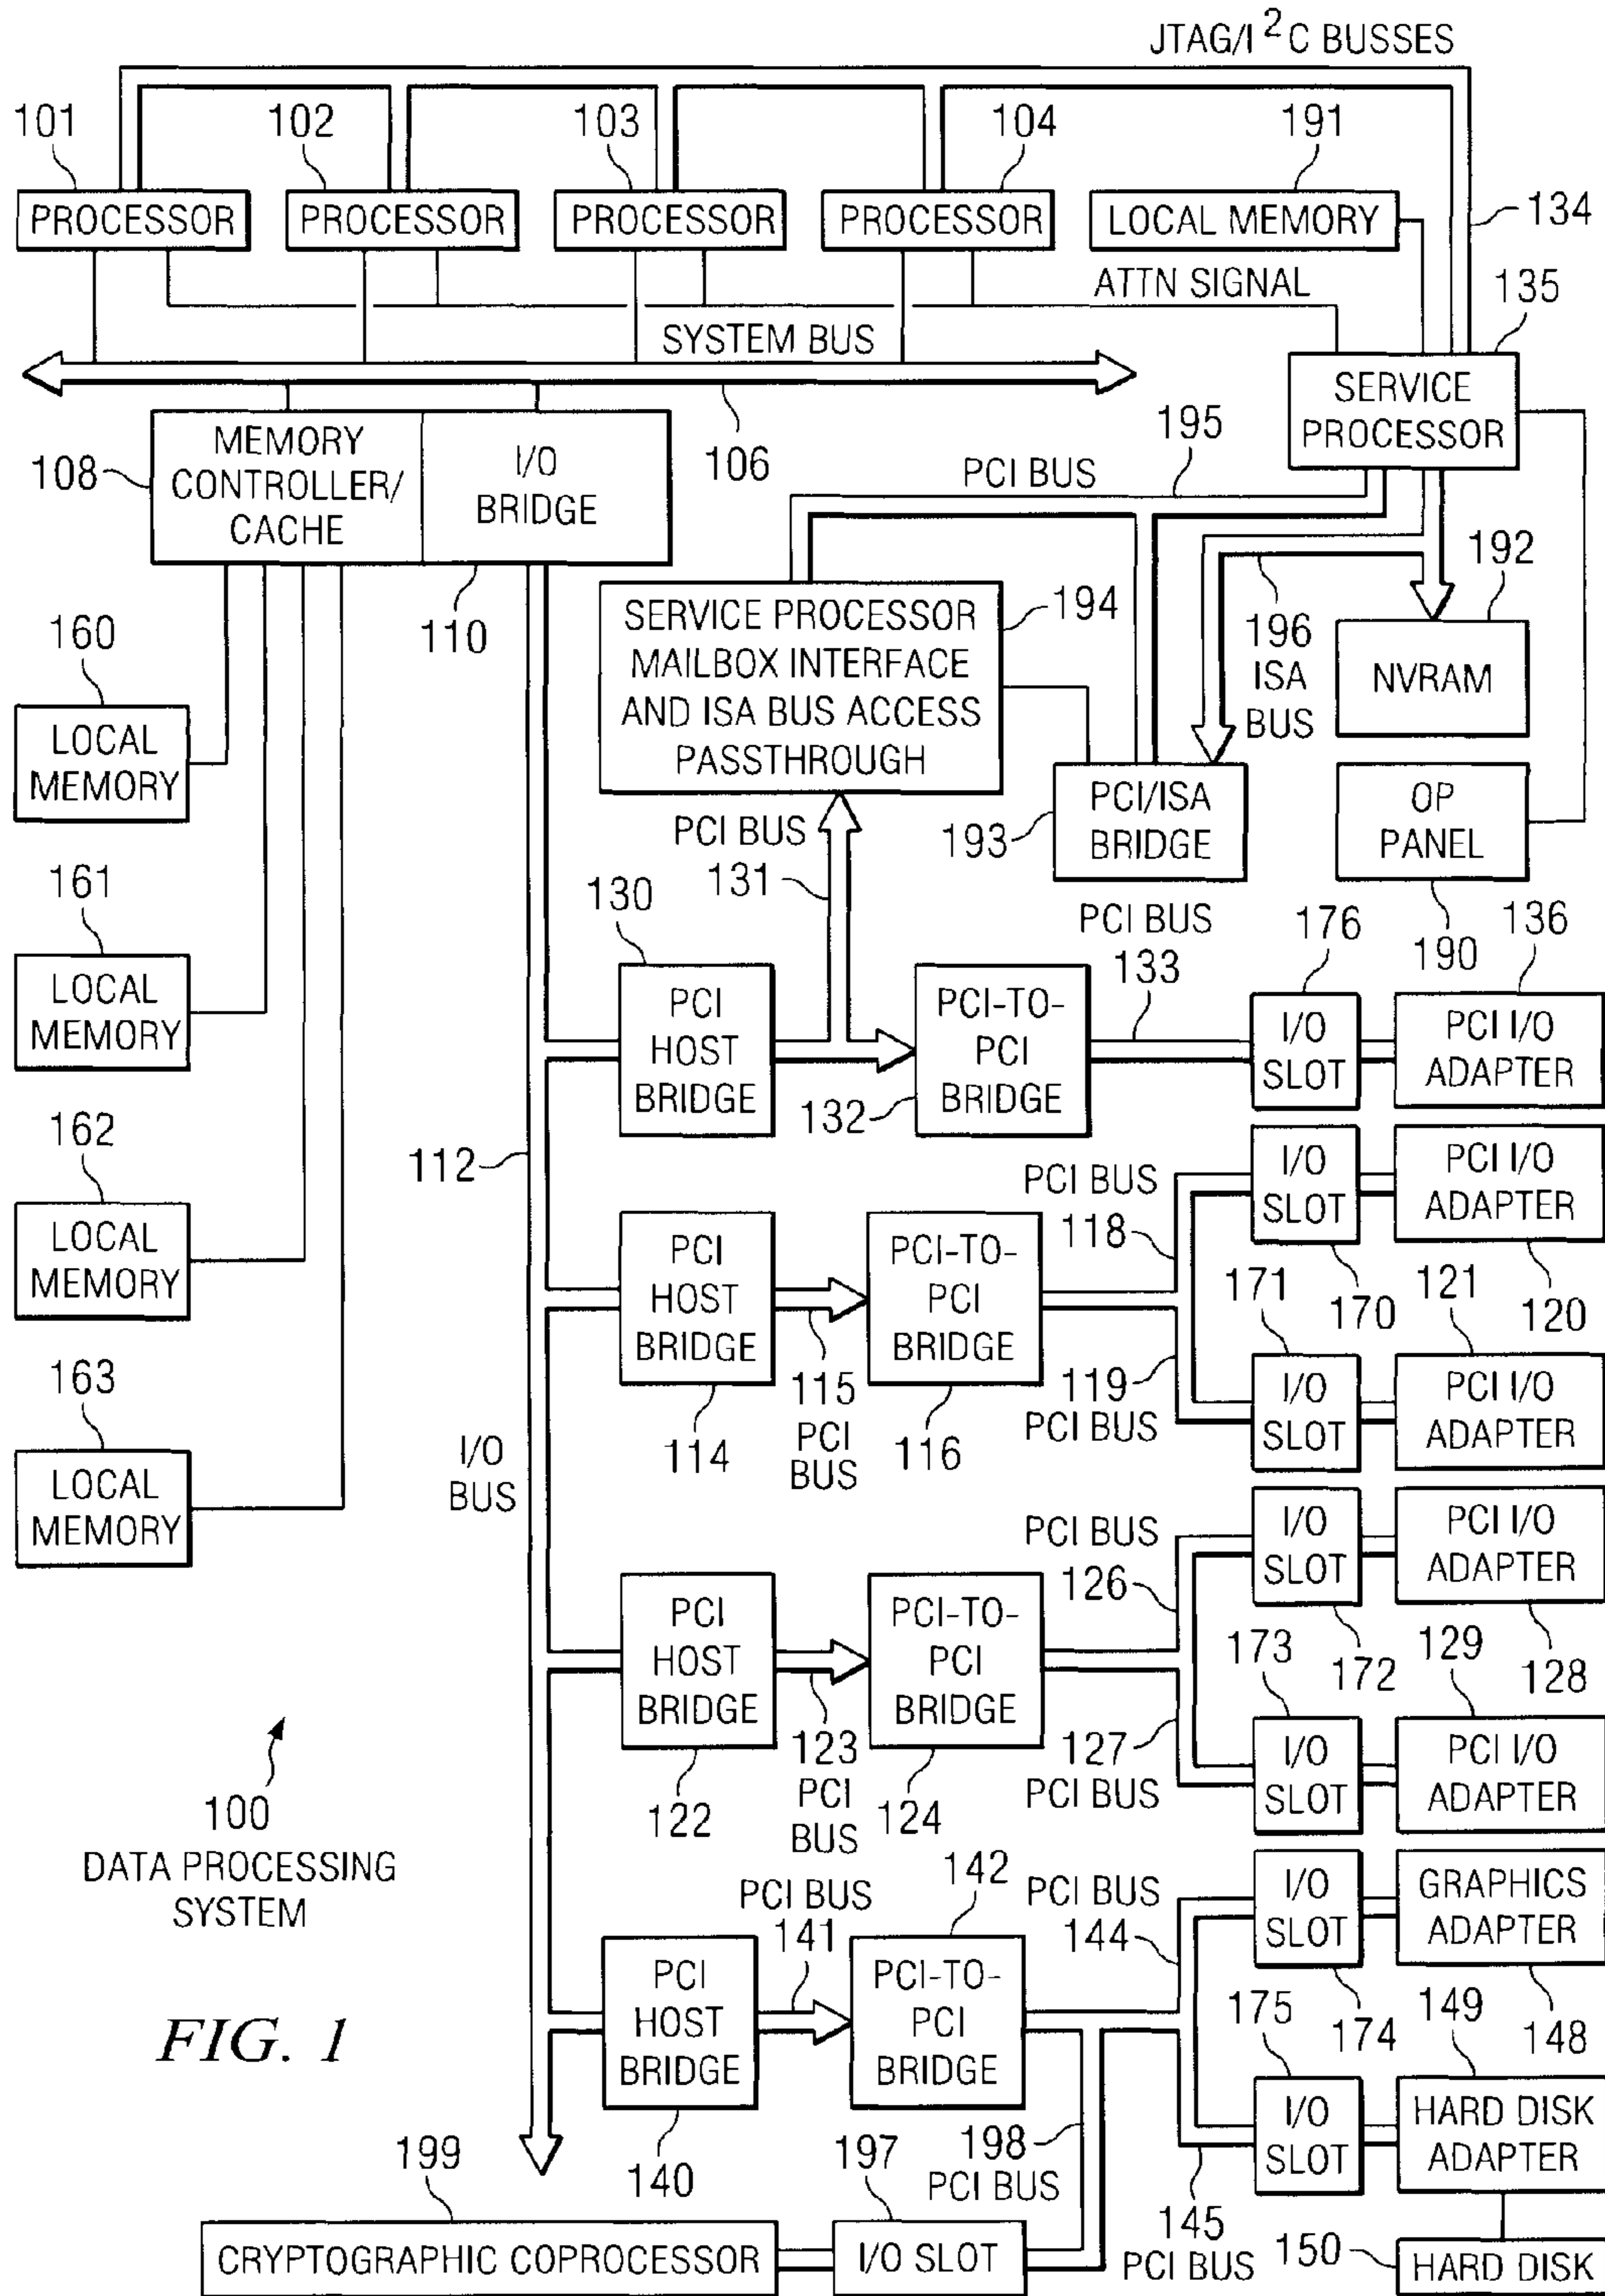 JTAG/I²C BUSSES
101
102
103
104
191
PROCESSOR
PROCESSOR
PROCESSOR
PROCESSOR
LOCAL MEMORY
134
ATTN SIGNAL
135
SYSTEM BUS
SERVICE
PROCESSOR
108
MEMORY
CONTROLLER/
CACHE
I/O
BRIDGE
106
195
PCI BUS
110
192
160
SERVICE PROCESSOR
MAILBOX INTERFACE
AND ISA BUS ACCESS
PASSTHROUGH
194
196
ISA
BUS
NVRAM
LOCAL
MEMORY
PCI BUS
131
193
PCI/ISA
BRIDGE
OP
PANEL
190
161
130
PCI BUS
133
176
136
LOCAL
MEMORY
PCI
HOST
BRIDGE
132
PCI-TO-
PCI
BRIDGE
I/O
SLOT
PCI I/O
ADAPTER
112
162
PCI BUS
118
I/O
SLOT
PCI I/O
ADAPTER
LOCAL
MEMORY
PCI
HOST
BRIDGE
PCI-TO-
PCI
BRIDGE
171
170
121
120
163
114
115
PCI
BUS
116
119
PCI BUS
I/O
SLOT
PCI I/O
ADAPTER
LOCAL
MEMORY
I/O
BUS
PCI BUS
126
I/O
SLOT
PCI I/O
ADAPTER
PCI
HOST
BRIDGE
PCI-TO-
PCI
BRIDGE
173
172
129
128
122
123
PCI
BUS
124
127
PCI BUS
I/O
SLOT
PCI I/O
ADAPTER
100
DATA PROCESSING
SYSTEM
PCI BUS
141
142
PCI BUS
144
I/O
SLOT
GRAPHICS
ADAPTER
PCI
HOST
BRIDGE
PCI-TO-
PCI
BRIDGE
175
174
149
148
FIG. 1
140
198
PCI BUS
I/O
SLOT
HARD DISK
ADAPTER
199
197
145
PCI BUS
CRYPTOGRAPHIC COPROCESSOR
I/O SLOT
150
HARD DISK